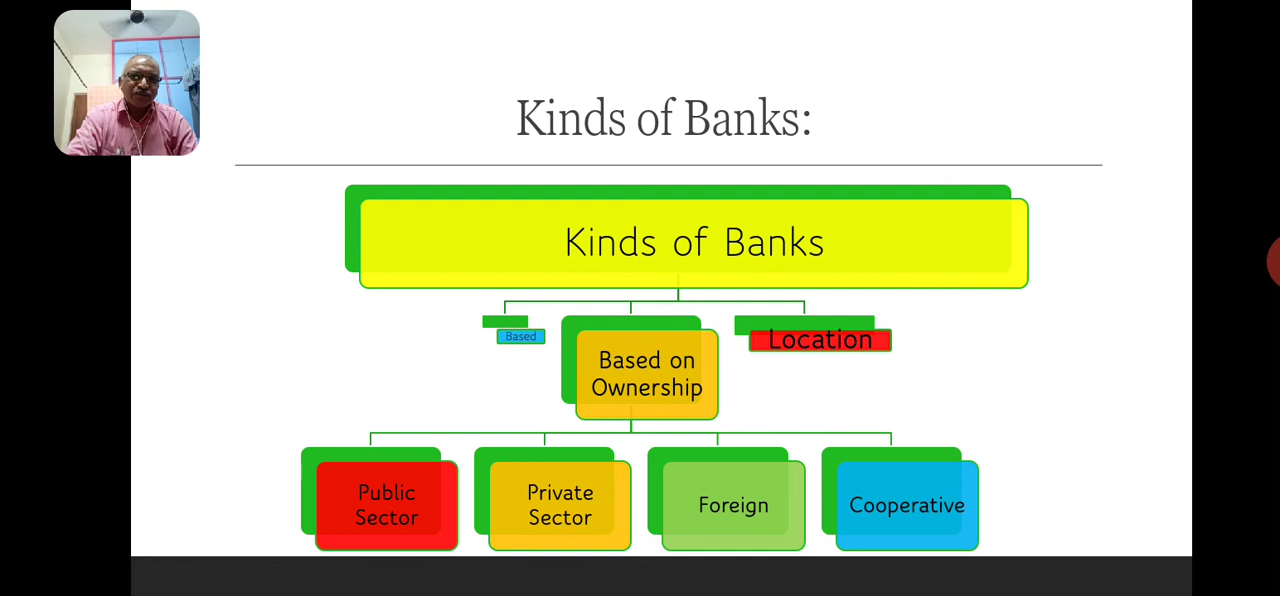 Kinds of Banks:
Kinds of Banks
Based
Based on
Ownership
Location
Public
Sector
Private
Sector
Foreign
Cooperative